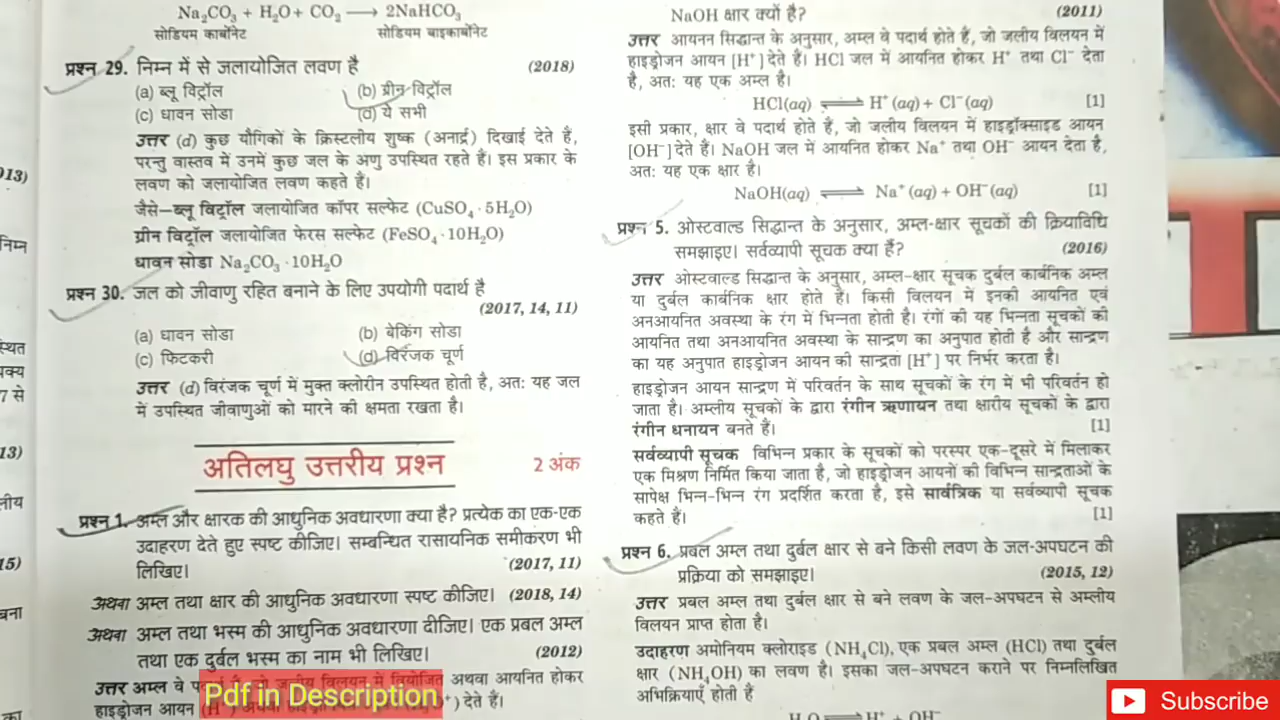 Na₂CO₃ + H₂O + CO₂ ⟶ 2NaHCO₃
सोडियम कार्बोनेट सोडियम बाइकार्बोनेट
प्रश्न 29. निम्न में से जलायोजित लवण है (2018)
(a) ब्लू विट्रॉल (b) ग्रीन विट्रॉल
(c) धावन सोडा (d) ये सभी
उत्तर (d) कुछ यौगिकों के क्रिस्टलीय शुष्क (अनार्द्र) दिखाई देते हैं,
परन्तु वास्तव में उनमें कुछ जल के अणु उपस्थित रहते हैं। इस प्रकार के
लवण को जलायोजित लवण कहते हैं।
जैसे–ब्लू विट्रॉल जलायोजित कॉपर सल्फेट (CuSO₄·5H₂O)
ग्रीन विट्रॉल जलायोजित फेरस सल्फेट (FeSO₄·10H₂O)
धावन सोडा Na₂CO₃·10H₂O
प्रश्न 30. जल को जीवाणु रहित बनाने के लिए उपयोगी पदार्थ है
(2017, 14, 11)
(a) धावन सोडा (b) बेकिंग सोडा
(c) फिटकरी (d) विरंजक चूर्ण
उत्तर (d) विरंजक चूर्ण में मुक्त क्लोरीन उपस्थित होती है, अतः यह जल
में उपस्थित जीवाणुओं को मारने की क्षमता रखता है।
अतिलघु उत्तरीय प्रश्न 2 अंक
प्रश्न 1. अम्ल और क्षारक की आधुनिक अवधारणा क्या है? प्रत्येक का एक-एक
उदाहरण देते हुए स्पष्ट कीजिए। सम्बन्धित रासायनिक समीकरण भी
लिखिए। (2017, 11)
अथवा अम्ल तथा क्षार की आधुनिक अवधारणा स्पष्ट कीजिए। (2018, 14)
अथवा अम्ल तथा भस्म की आधुनिक अवधारणा दीजिए। एक प्रबल अम्ल
तथा एक दुर्बल भस्म का नाम भी लिखिए। (2012)
उत्तर अम्ल वे जलीय विलयन में वियोजित अथवा आयनित होकर
हाइड्रोजन आयन (H⁺) अथवा देते हैं।
NaOH क्षार क्यों है? (2011)
उत्तर आयनन सिद्धान्त के अनुसार, अम्ल वे पदार्थ होते हैं, जो जलीय विलयन में
हाइड्रोजन आयन [H⁺] देते हैं। HCl जल में आयनित होकर H⁺ तथा Cl⁻ देता
है, अतः यह एक अम्ल है।
HCl(aq) ⇌ H⁺(aq) + Cl⁻(aq) [1]
इसी प्रकार, क्षार वे पदार्थ होते हैं, जो जलीय विलयन में हाइड्रॉक्साइड आयन
[OH⁻] देते हैं। NaOH जल में आयनित होकर Na⁺ तथा OH⁻ आयन देता है,
अतः यह एक क्षार है।
NaOH(aq) ⇌ Na⁺(aq) + OH⁻(aq) [1]
प्रश्न 5. ओस्टवाल्ड सिद्धान्त के अनुसार, अम्ल-क्षार सूचकों की क्रियाविधि
समझाइए। सर्वव्यापी सूचक क्या हैं? (2016)
उत्तर ओस्टवाल्ड सिद्धान्त के अनुसार, अम्ल-क्षार सूचक दुर्बल कार्बनिक अम्ल
या दुर्बल कार्बनिक क्षार होते हैं। किसी विलयन में इनकी आयनित एवं
अनआयनित अवस्था के रंग में भिन्नता होती है। रंगों की यह भिन्नता सूचकों की
आयनित तथा अनआयनित अवस्था के सान्द्रण का अनुपात होती है और सान्द्रण
का यह अनुपात हाइड्रोजन आयन की सान्द्रता [H⁺] पर निर्भर करता है।
हाइड्रोजन आयन सान्द्रण में परिवर्तन के साथ सूचकों के रंग में भी परिवर्तन हो
जाता है। अम्लीय सूचकों के द्वारा रंगीन ऋणायन तथा क्षारीय सूचकों के द्वारा
रंगीन धनायन बनते हैं। [1]
सर्वव्यापी सूचक विभिन्न प्रकार के सूचकों को परस्पर एक-दूसरे में मिलाकर
एक मिश्रण निर्मित किया जाता है, जो हाइड्रोजन आयनों की विभिन्न सान्द्रताओं के
सापेक्ष भिन्न-भिन्न रंग प्रदर्शित करता है, इसे सार्वत्रिक या सर्वव्यापी सूचक
कहते हैं। [1]
प्रश्न 6. प्रबल अम्ल तथा दुर्बल क्षार से बने किसी लवण के जल-अपघटन की
प्रक्रिया को समझाइए। (2015, 12)
उत्तर प्रबल अम्ल तथा दुर्बल क्षार से बने लवण के जल-अपघटन से अम्लीय
विलयन प्राप्त होता है।
उदाहरण अमोनियम क्लोराइड (NH₄Cl), एक प्रबल अम्ल (HCl) तथा दुर्बल
क्षार (NH₄OH) का लवण है। इसका जल-अपघटन कराने पर निम्नलिखित
अभिक्रियाएँ होती हैं
H₂O ⇌ H⁺ + OH⁻
Pdf in Description
Subscribe